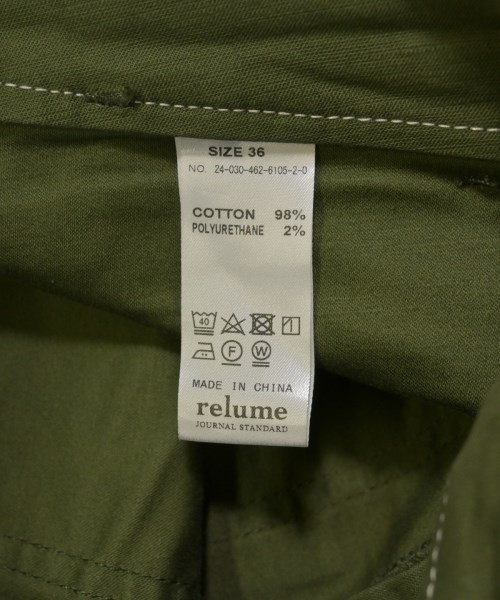 SIZE 36
NO. 24-030-462-6105-2-0
COTTON 98%
POLYURETHANE 2%
40
F W
MADE IN CHINA
relume
JOURNAL STANDARD